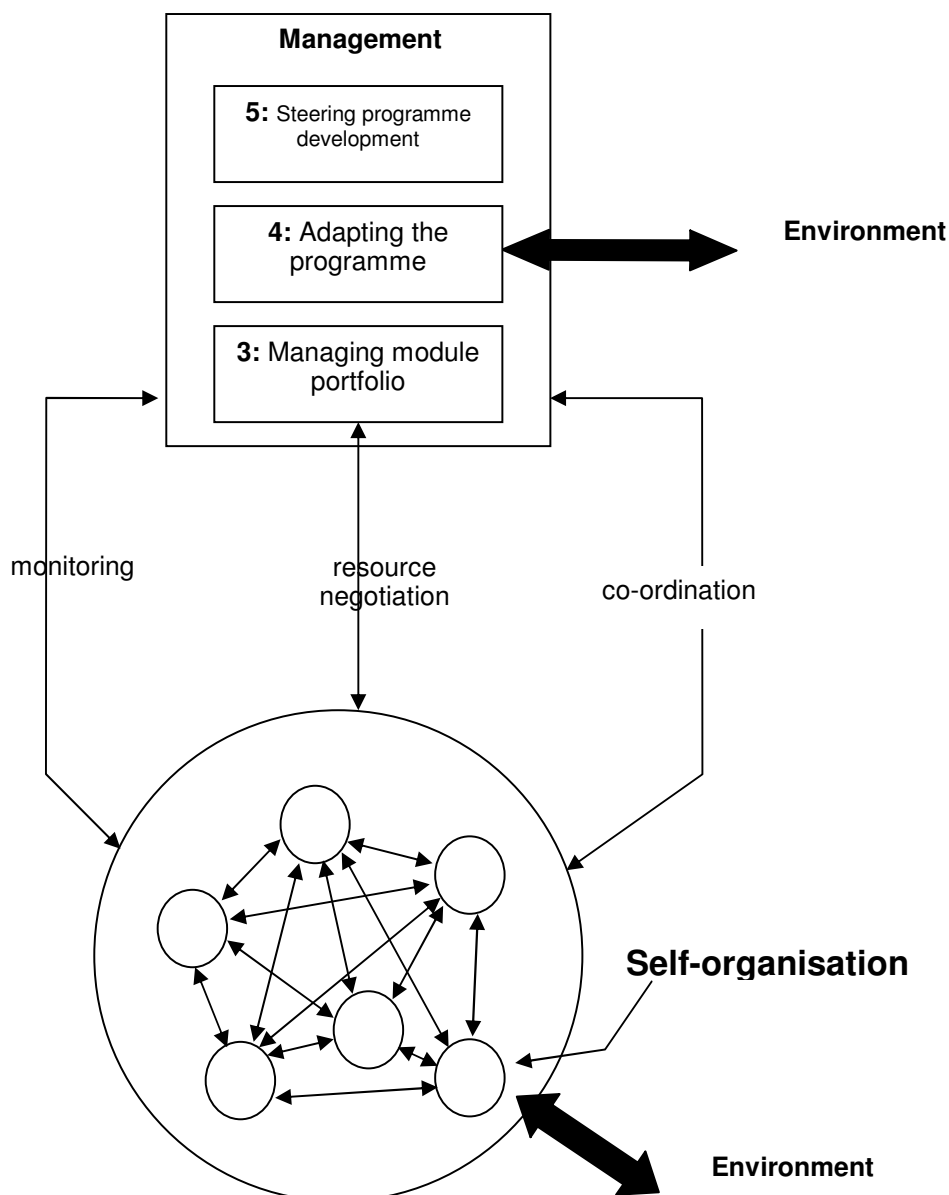 Management
5: Steering programme
development
4: Adapting the
programme
Environment
3: Managing module
portfolio
monitoring
resource
negotiation
co-ordination
Self-organisation
Environment